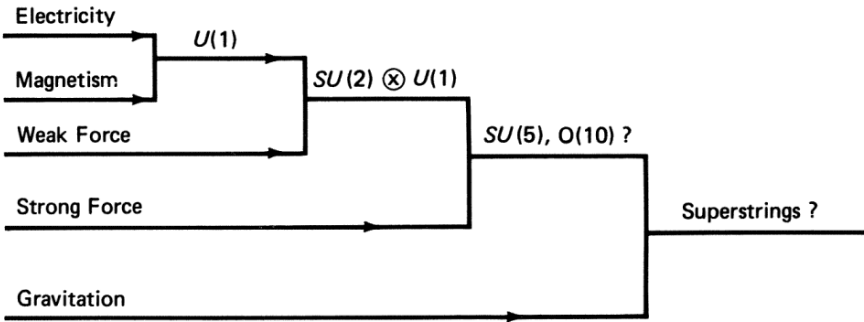 Electricity
U(1)
Magnetism
SU(2) ⊗ U(1)
Weak Force
SU(5), O(10) ?
Strong Force
Superstrings ?
Gravitation